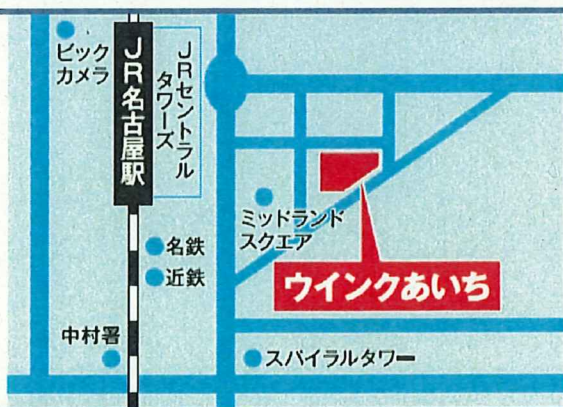 ビック
カメラ
JR名古屋駅
JRセントラル
タワーズ
ミッドランド
スクエア
名鉄
近鉄
ウインクあいち
中村署
スパイラルタワー